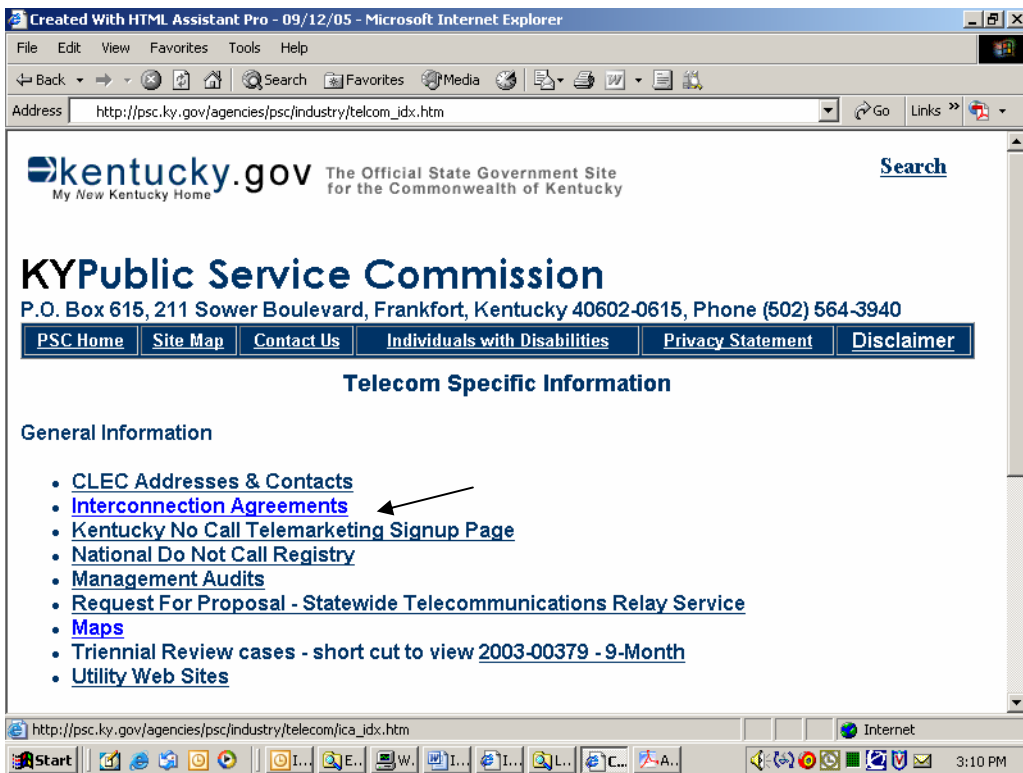 Created With HTML Assistant Pro - 09/12/05 - Microsoft Internet Explorer
File Edit View Favorites Tools Help
Back Search Favorites Media
Address http://psc.ky.gov/agencies/psc/industry/telcom_idx.htm Go Links »
kentucky.gov The Official State Government Site
My New Kentucky Home for the Commonwealth of Kentucky
Search
KYPublic Service Commission
P.O. Box 615, 211 Sower Boulevard, Frankfort, Kentucky 40602-0615, Phone (502) 564-3940
PSC Home Site Map Contact Us Individuals with Disabilities Privacy Statement Disclaimer
Telecom Specific Information
General Information
• CLEC Addresses & Contacts
• Interconnection Agreements
• Kentucky No Call Telemarketing Signup Page
• National Do Not Call Registry
• Management Audits
• Request For Proposal - Statewide Telecommunications Relay Service
• Maps
• Triennial Review cases - short cut to view 2003-00379 - 9-Month
• Utility Web Sites
http://psc.ky.gov/agencies/psc/industry/telecom/ica_idx.htm Internet
Start I... E... W. I... I... L... C... A... 3:10 PM